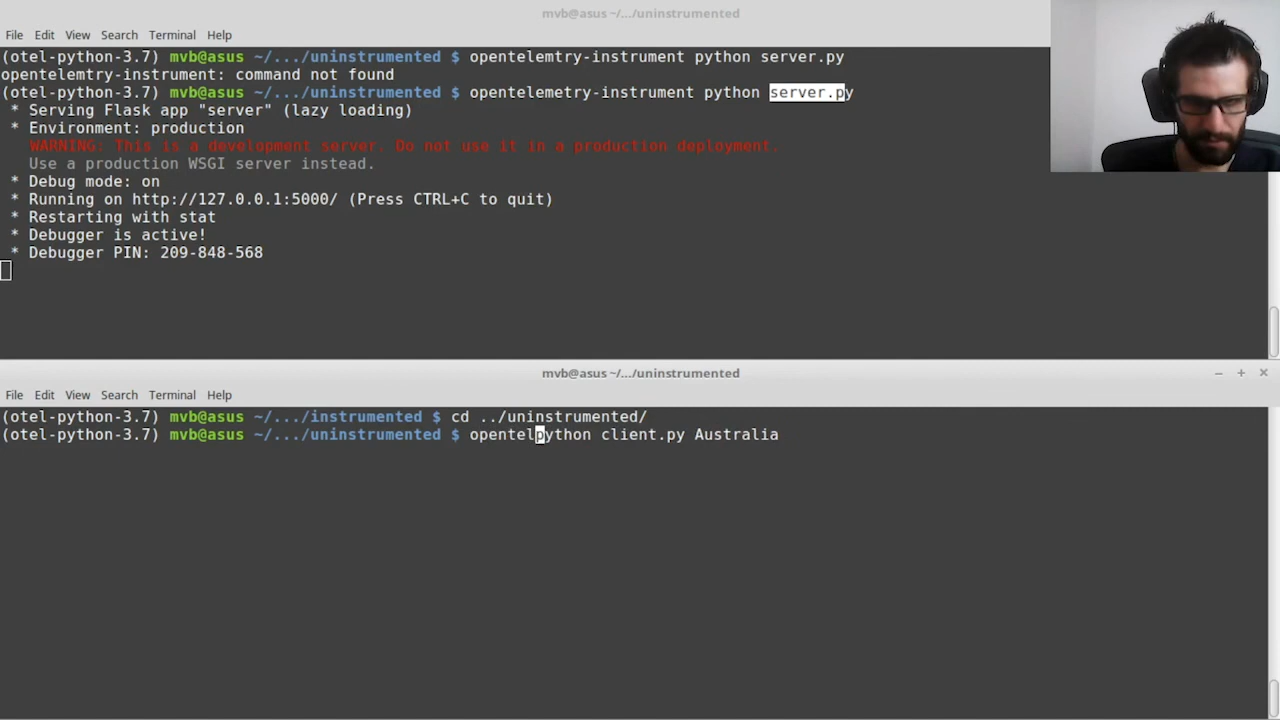 mvb@asus ~/.../uninstrumented
File Edit View Search Terminal Help
(otel-python-3.7) mvb@asus ~/.../uninstrumented $ opentelemtry-instrument python server.py
opentelemtry-instrument: command not found
(otel-python-3.7) mvb@asus ~/.../uninstrumented $ opentelemetry-instrument python server.py
* Serving Flask app "server" (lazy loading)
* Environment: production
WARNING: This is a development server. Do not use it in a production deployment.
Use a production WSGI server instead.
* Debug mode: on
* Running on http://127.0.0.1:5000/ (Press CTRL+C to quit)
* Restarting with stat
* Debugger is active!
* Debugger PIN: 209-848-568
mvb@asus ~/.../uninstrumented
File Edit View Search Terminal Help
(otel-python-3.7) mvb@asus ~/.../instrumented $ cd ../uninstrumented/
(otel-python-3.7) mvb@asus ~/.../uninstrumented $ opentelpython client.py Australia